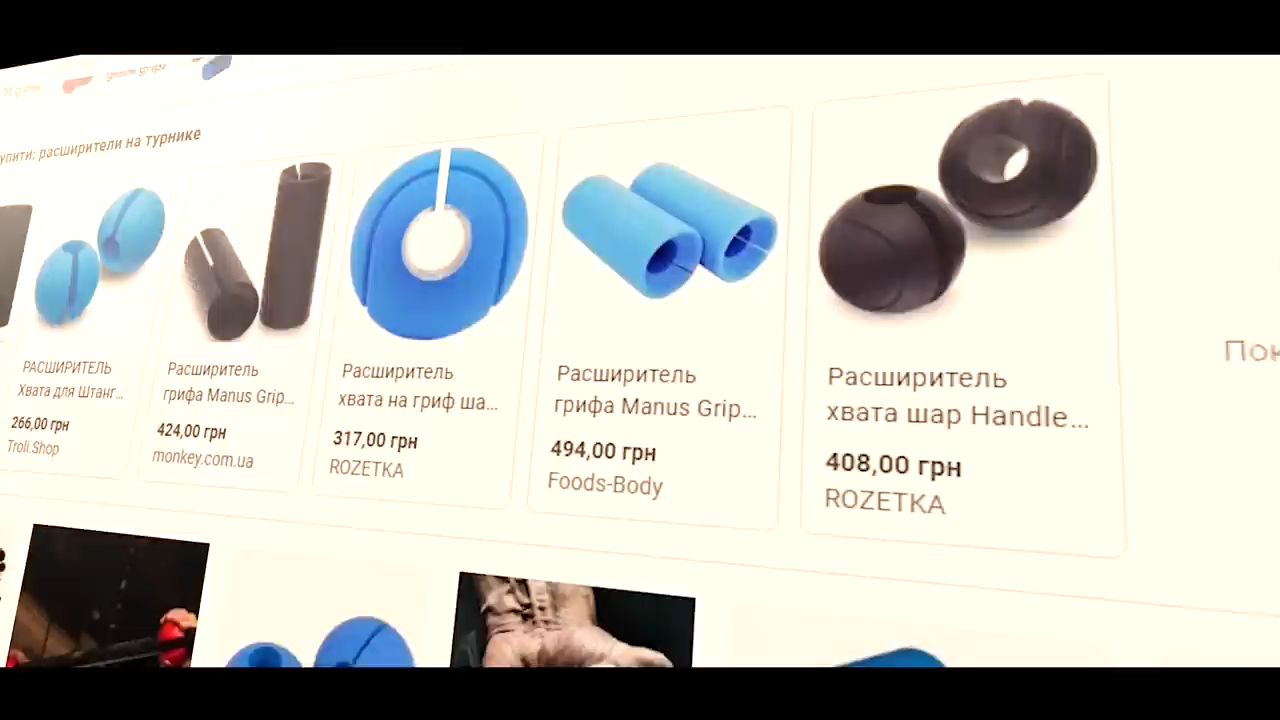 упити: расширители на турнике
РАСШИРИТЕЛЬ
Хвата для Штанг...
266,00 грн
Troli.Shop
Расширитель
грифа Manus Grip...
424,00 грн
monkey.com.ua
Расширитель
хвата на гриф ша...
317,00 грн
ROZETKA
Расширитель
грифа Manus Grip...
494,00 грн
Foods-Body
Расширитель
хвата шар Handle...
408,00 грн
ROZETKA
Пок